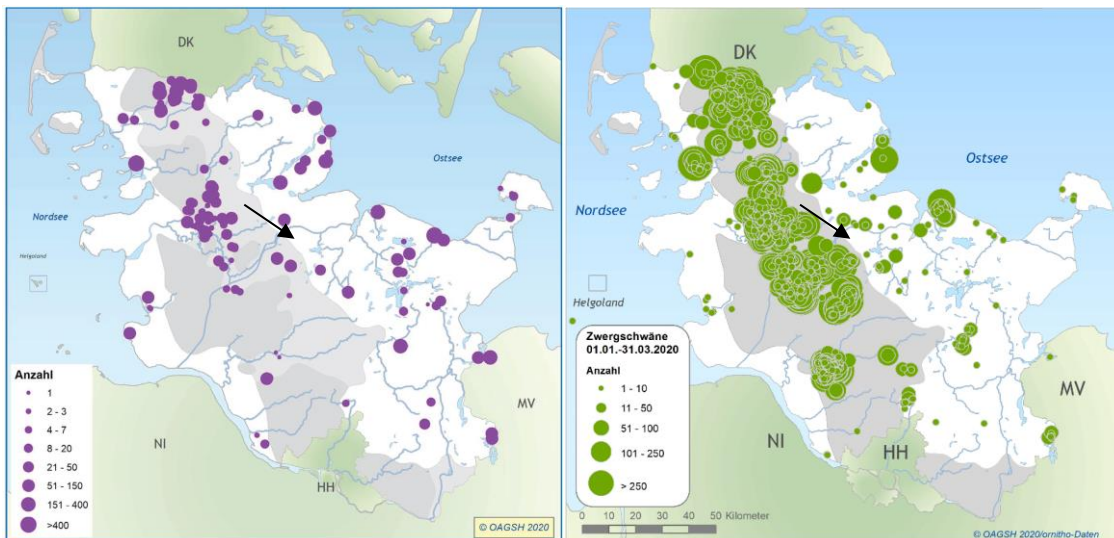 DK
Ostsee
Nordsee
Helgoland
Anzahl
1
2 - 3
4 - 7
8 - 20
21 - 50
51 - 150
151 - 400
>400
NI
HH
MV
© OAGSH 2020
DK
Ostsee
Nordsee
Helgoland
Zwergschwäne
01.01.-31.03.2020
Anzahl
1 - 10
11 - 50
51 - 100
101 - 250
> 250
NI
HH
MV
0 10 20 30 40 50 Kilometer
© OAGSH 2020/ornitho-Daten